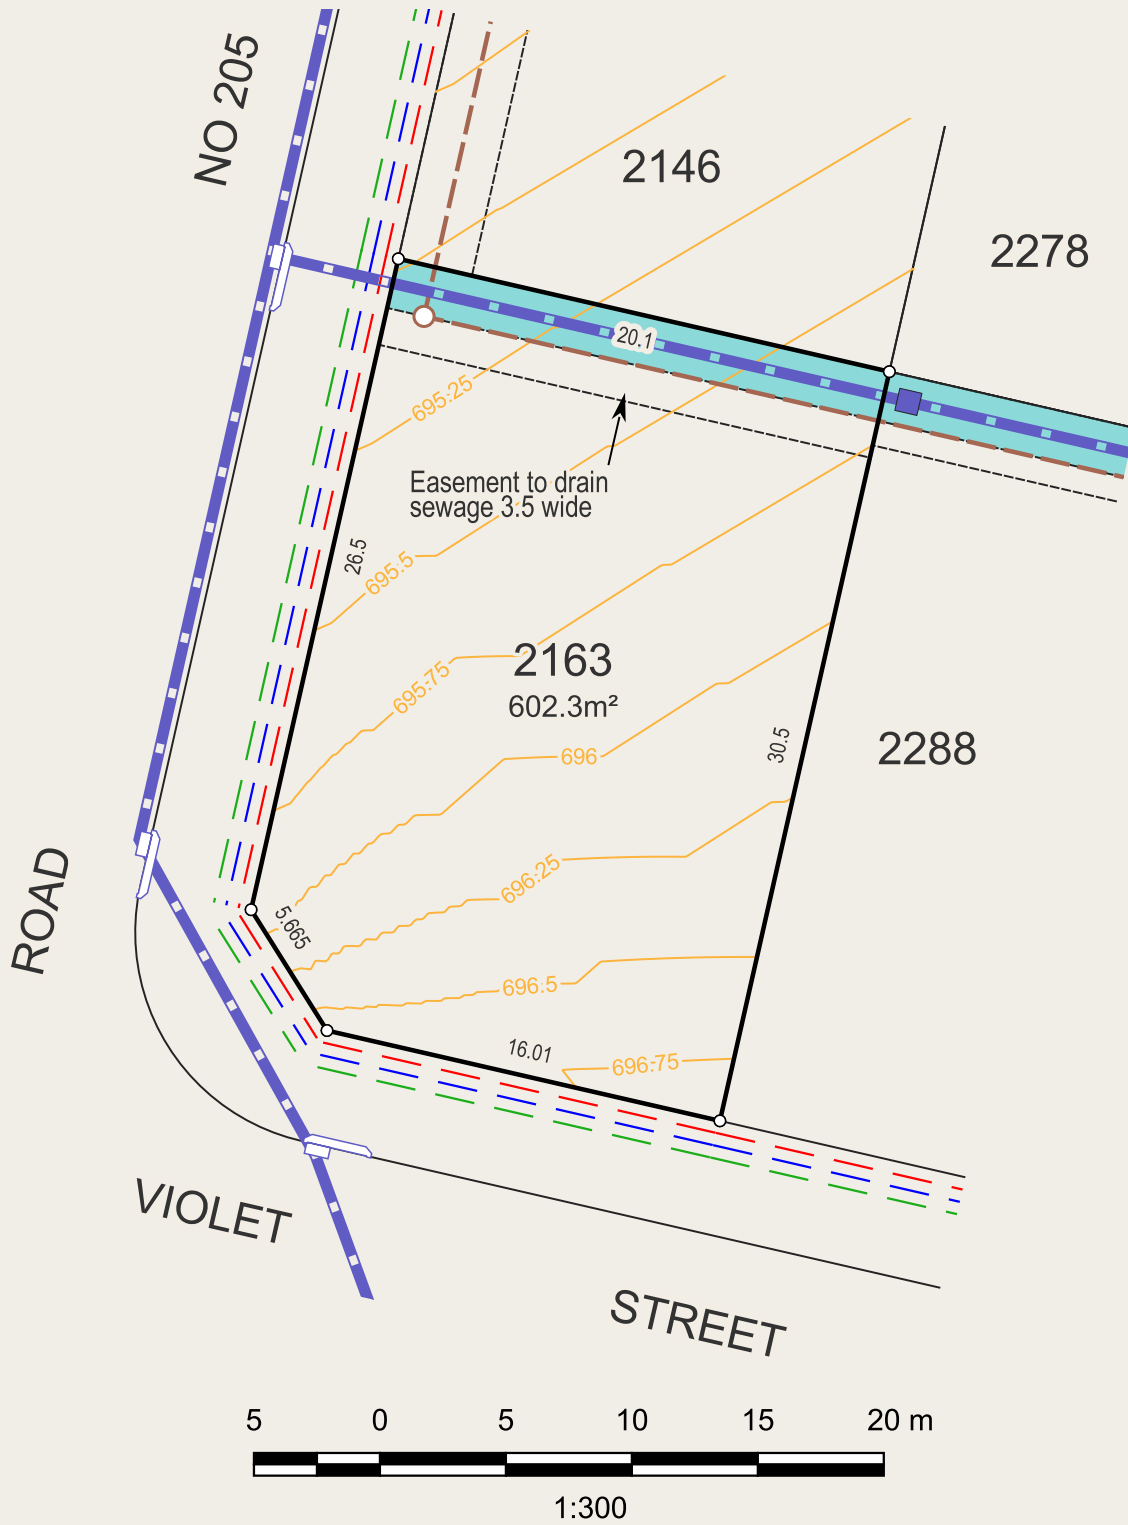 NO 205
2146
2278
20.1
695.25
Easement to drain
sewage 3.5 wide
26.5
695.5
2163
602.3m²
695.75
696
30.5
2288
696.25
ROAD
5.665
696.5
16.01
696.75
VIOLET
STREET
5 0 5 10 15 20 m
1:300